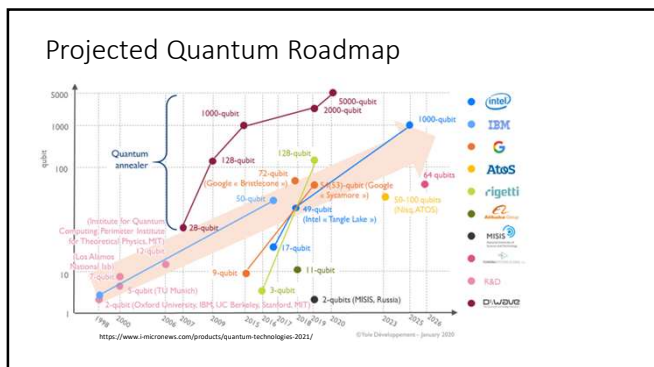 Projected Quantum Roadmap
5000
1000
100
10
1
qubit
Quantum
annealer
5000-qubit
2000-qubit
1000-qubit
1000-qubit
128-qubit
128-qubit
72-qubit
(Google « Bristlecone »)
54(53)-qubit (Google
« Sycamore »)
64 qubits
50-qubit
50-100 qubits
(Nisq, ATOS)
49-qubit
(Intel « Tangle Lake »)
28-qubit
(Institute for Quantum
Computing, Perimeter Institute
for Theoretical Physics, MIT)
12-qubit
17-qubit
(Los Alamos
National lab)
7-qubit
9-qubit
11-qubit
5-qubit (TU Munich)
3-qubit
2-qubit (Oxford University, IBM, UC Berkeley, Stanford, MIT)
2-qubits (MISIS, Russia)
1998
2000
2006
2007
2009
2015
2016
2017
2018
2019
2020
2023
2025
2026
intel
IBM
G
Atos
rigetti
Alibaba Group
MISIS
R&D
D:wave
https://www.i-micronews.com/products/quantum-technologies-2021/
©Yole Développement - January 2020